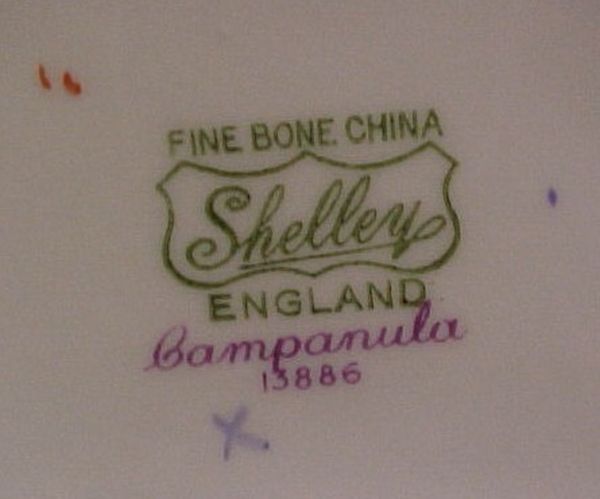 FINE BONE CHINA
Shelley
ENGLAND
Campanula
13886
X